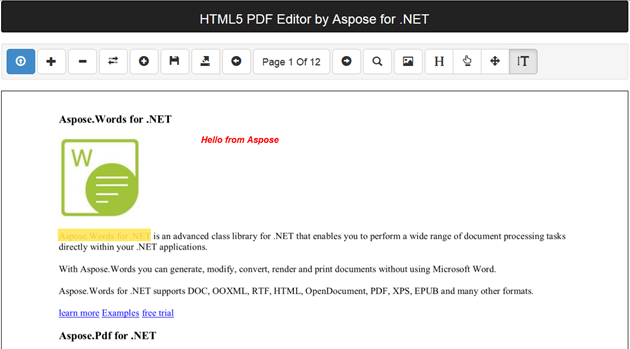 HTML5 PDF Editor by Aspose for .NET
Page 1 Of 12
H
T
Aspose.Words for .NET
W
Hello from Aspose
Aspose.Words for .NET is an advanced class library for .NET that enables you to perform a wide range of document processing tasks
directly within your .NET applications.
With Aspose.Words you can generate, modify, convert, render and print documents without using Microsoft Word.
Aspose.Words for .NET supports DOC, OOXML, RTF, HTML, OpenDocument, PDF, XPS, EPUB and many other formats.
learn more Examples free trial
Aspose.Pdf for .NET